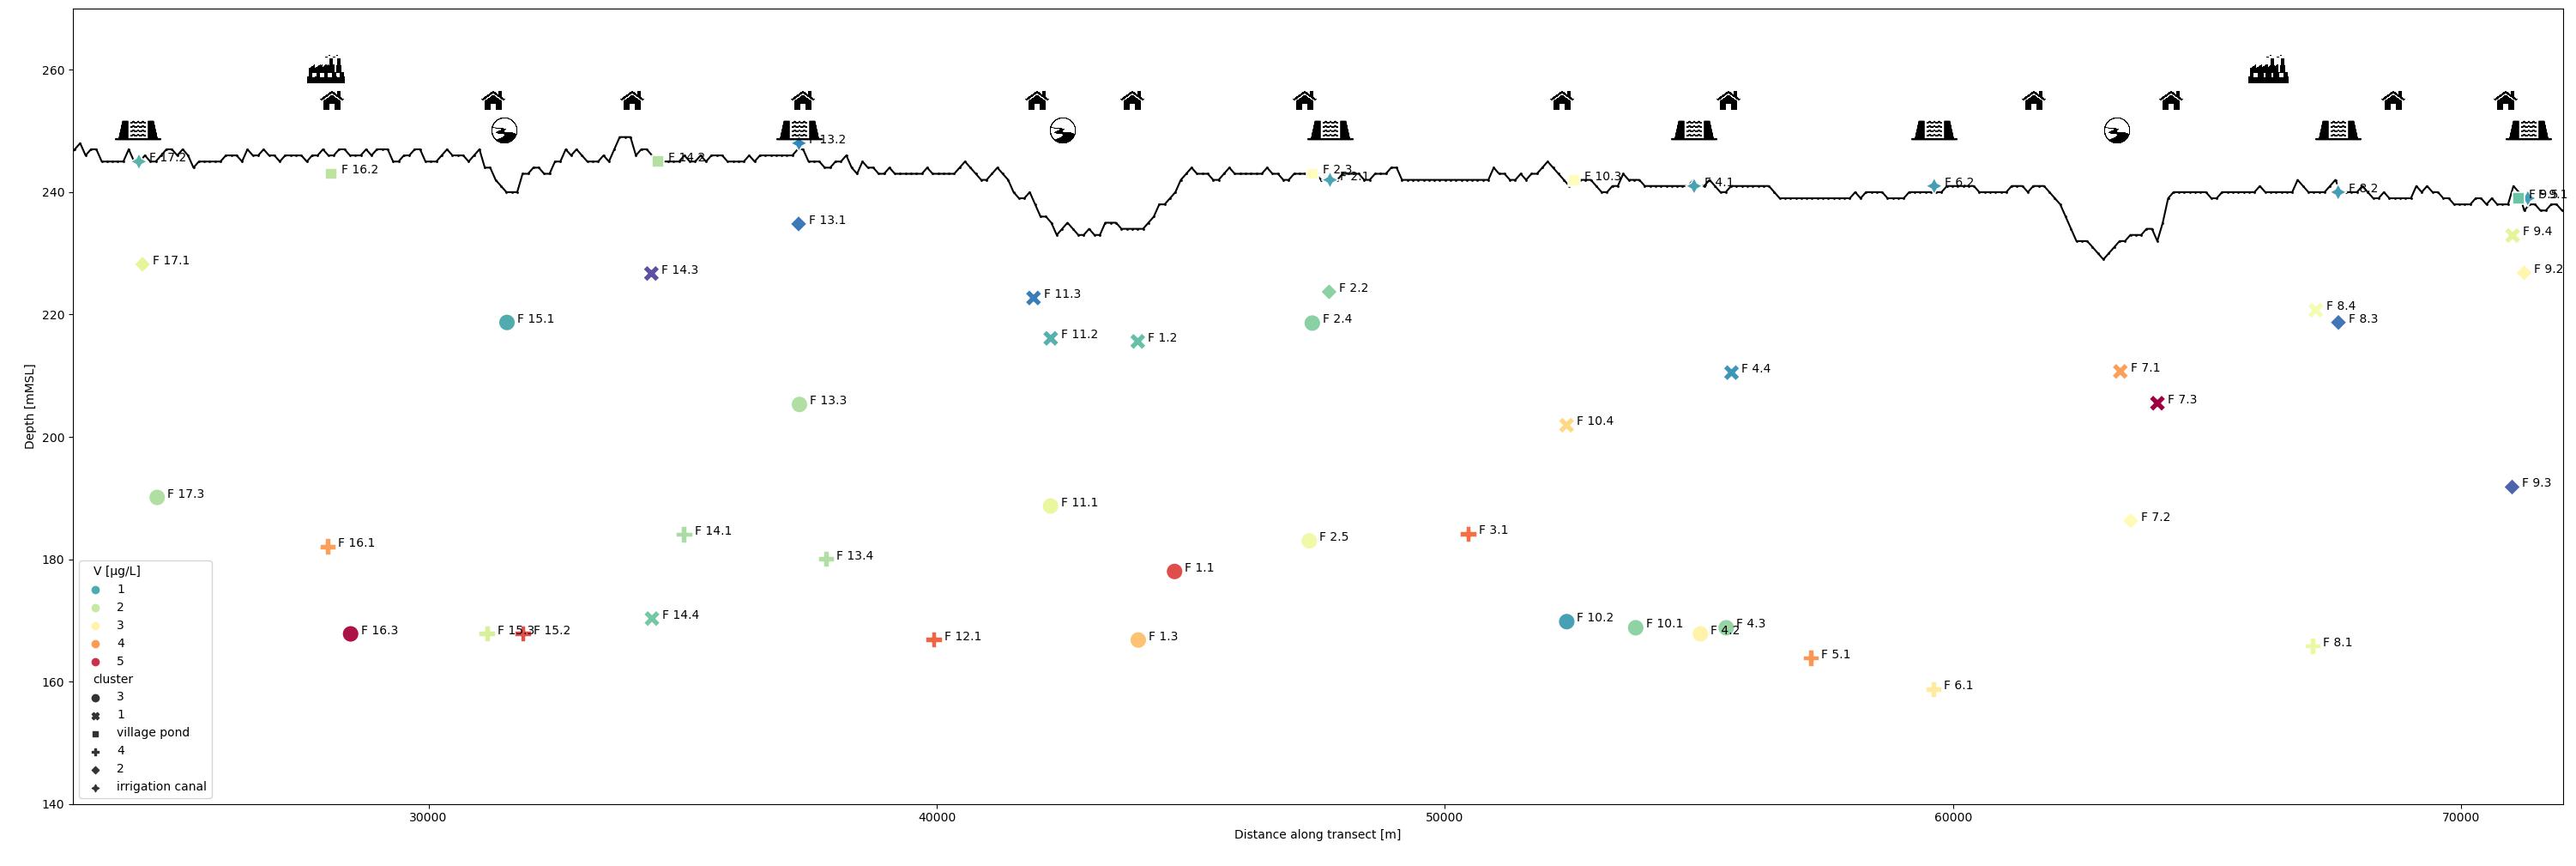 260
240
220
200
180
160
140
Depth [mMSL]
F 13.2
F 17.2
F 14.2
F 16.2
F 2.3
F 2.1
F 10.3
F 4.1
F 6.2
F 8.2
F 9.1
F 13.1
F 9.4
F 17.1
F 14.3
F 9.2
F 11.3
F 2.2
F 8.4
F 15.1
F 2.4
F 8.3
F 11.2
F 1.2
F 4.4
F 7.1
F 13.3
F 7.3
F 10.4
F 17.3
F 11.1
F 9.3
F 16.1
F 14.1
F 13.4
F 2.5
F 3.1
F 7.2
F 1.1
F 14.4
F 10.2
F 10.1
F 4.2
F 4.3
F 16.3
F 15.3
F 15.2
F 12.1
F 1.3
F 5.1
F 8.1
F 6.1
V [µg/L]
1
2
3
4
5
cluster
3
1
village pond
4
2
irrigation canal
30000
40000
50000
60000
70000
Distance along transect [m]